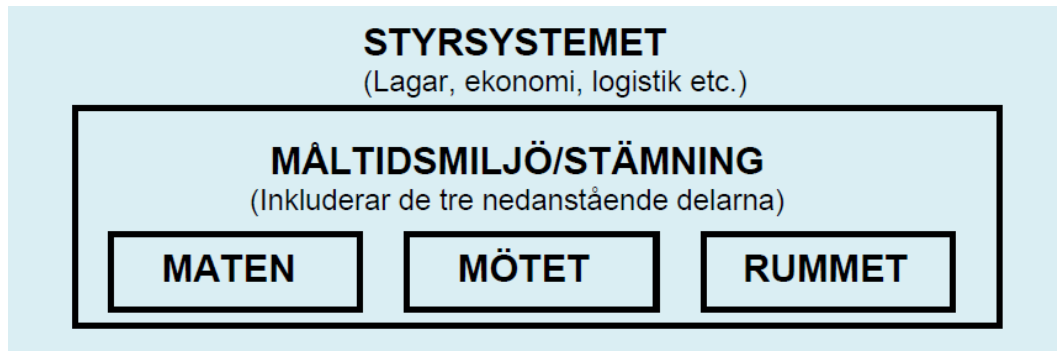 STYRSYSTEMET
(Lagar, ekonomi, logistik etc.)
MÅLTIDSMILJÖ/STÄMNING
(Inkluderar de tre nedanstående delarna)
MATEN MÖTET RUMMET